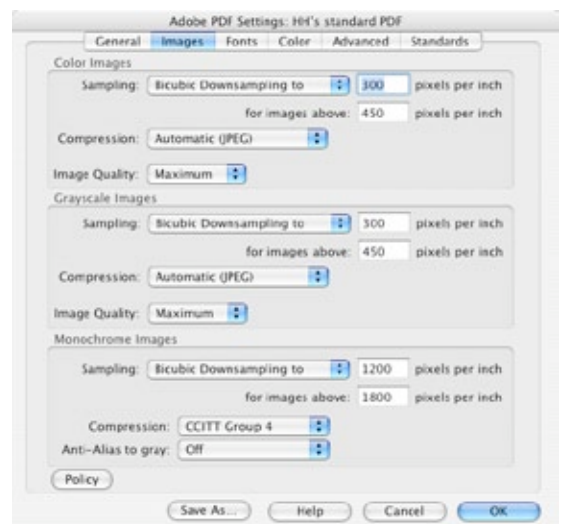 Adobe PDF Settings: HH's standard PDF
General Images Fonts Color Advanced Standards
Color Images
Sampling: Bicubic Downsampling to 300 pixels per inch
for images above: 450 pixels per inch
Compression: Automatic (JPEG)
Image Quality: Maximum
Grayscale Images
Sampling: Bicubic Downsampling to 300 pixels per inch
for images above: 450 pixels per inch
Compression: Automatic (JPEG)
Image Quality: Maximum
Monochrome Images
Sampling: Bicubic Downsampling to 1200 pixels per inch
for images above: 1800 pixels per inch
Compression: CCITT Group 4
Anti-Alias to gray: Off
Policy
Save As... Help Cancel OK